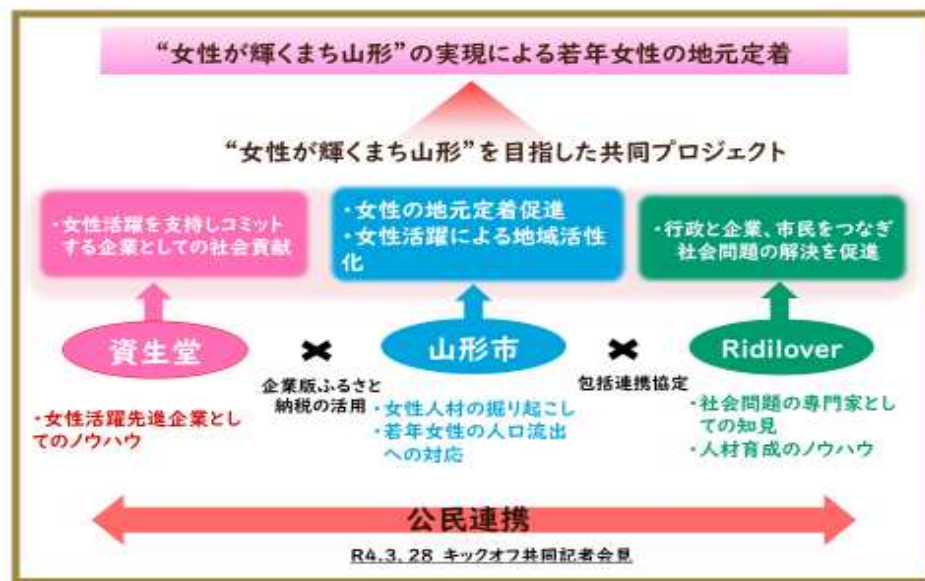 “女性が輝くまち山形”の実現による若年女性の地元定着
“女性が輝くまち山形”を目指した共同プロジェクト
・女性活躍を支持しコミット
する企業としての社会貢献
・女性の地元定着促進
・女性活躍による地域活性
化
・行政と企業、市民をつなぎ
社会問題の解決を促進
資生堂
×
山形市
×
Ridilover
企業版ふるさと
納税の活用
包括連携協定
・女性活躍先進企業とし
てのノウハウ
・女性人材の掘り起こし
・若年女性の人口流出
への対応
・社会問題の専門家とし
ての知見
・人材育成のノウハウ
公民連携
R4.3.28 キックオフ共同記者会見